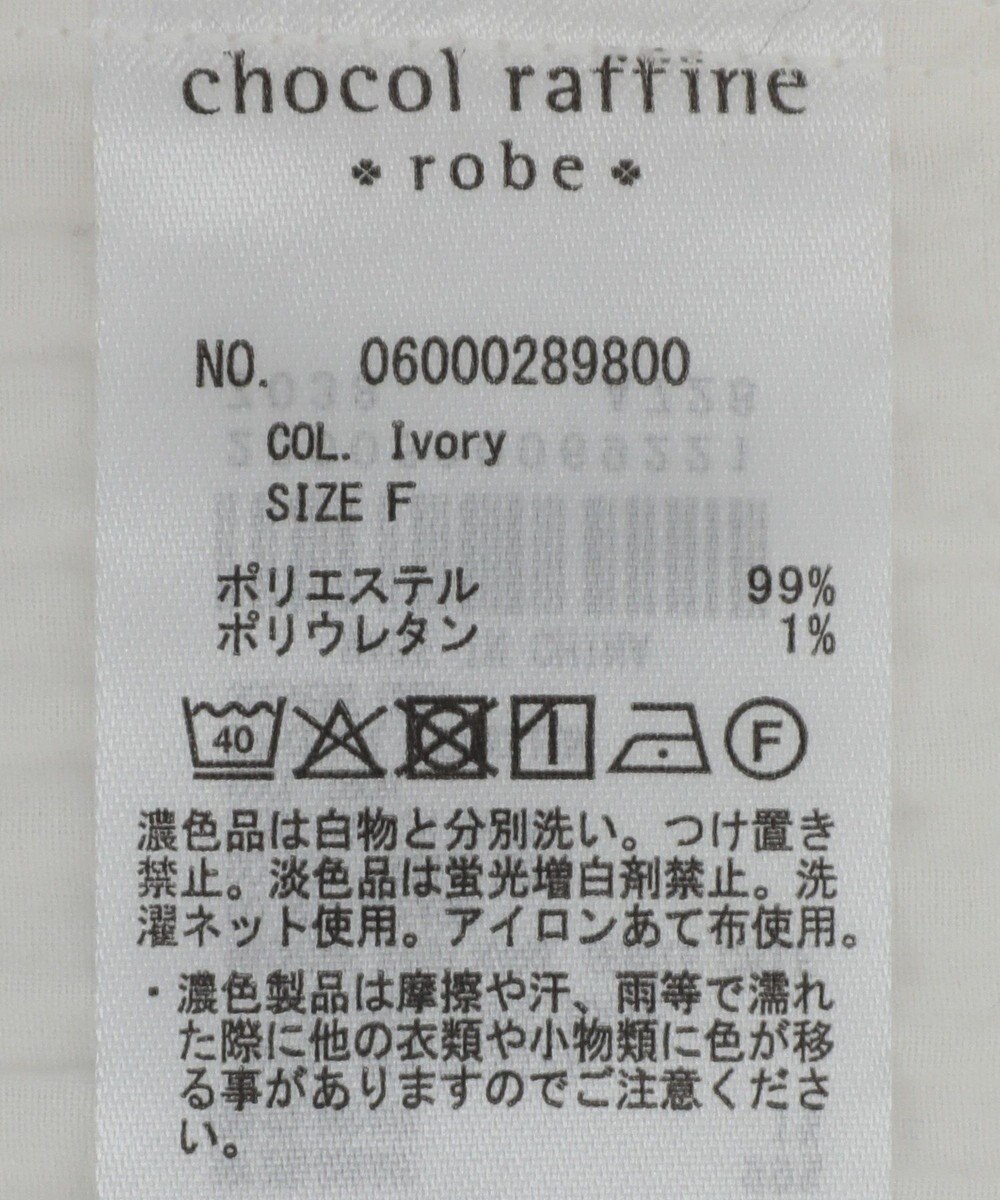 chocol raffine
robe
NO. 06000289800
COL. Ivory
SIZE F
ポリエステル 99%
ポリウレタン 1%
40
F
濃色品は白物と分別洗い。つけ置き
禁止。淡色品は蛍光増白剤禁止。洗
濯ネット使用。アイロンあて布使用。
・濃色製品は摩擦や汗、雨等で濡れ
た際に他の衣類や小物類に色が移
る事がありますのでご注意くださ
い。